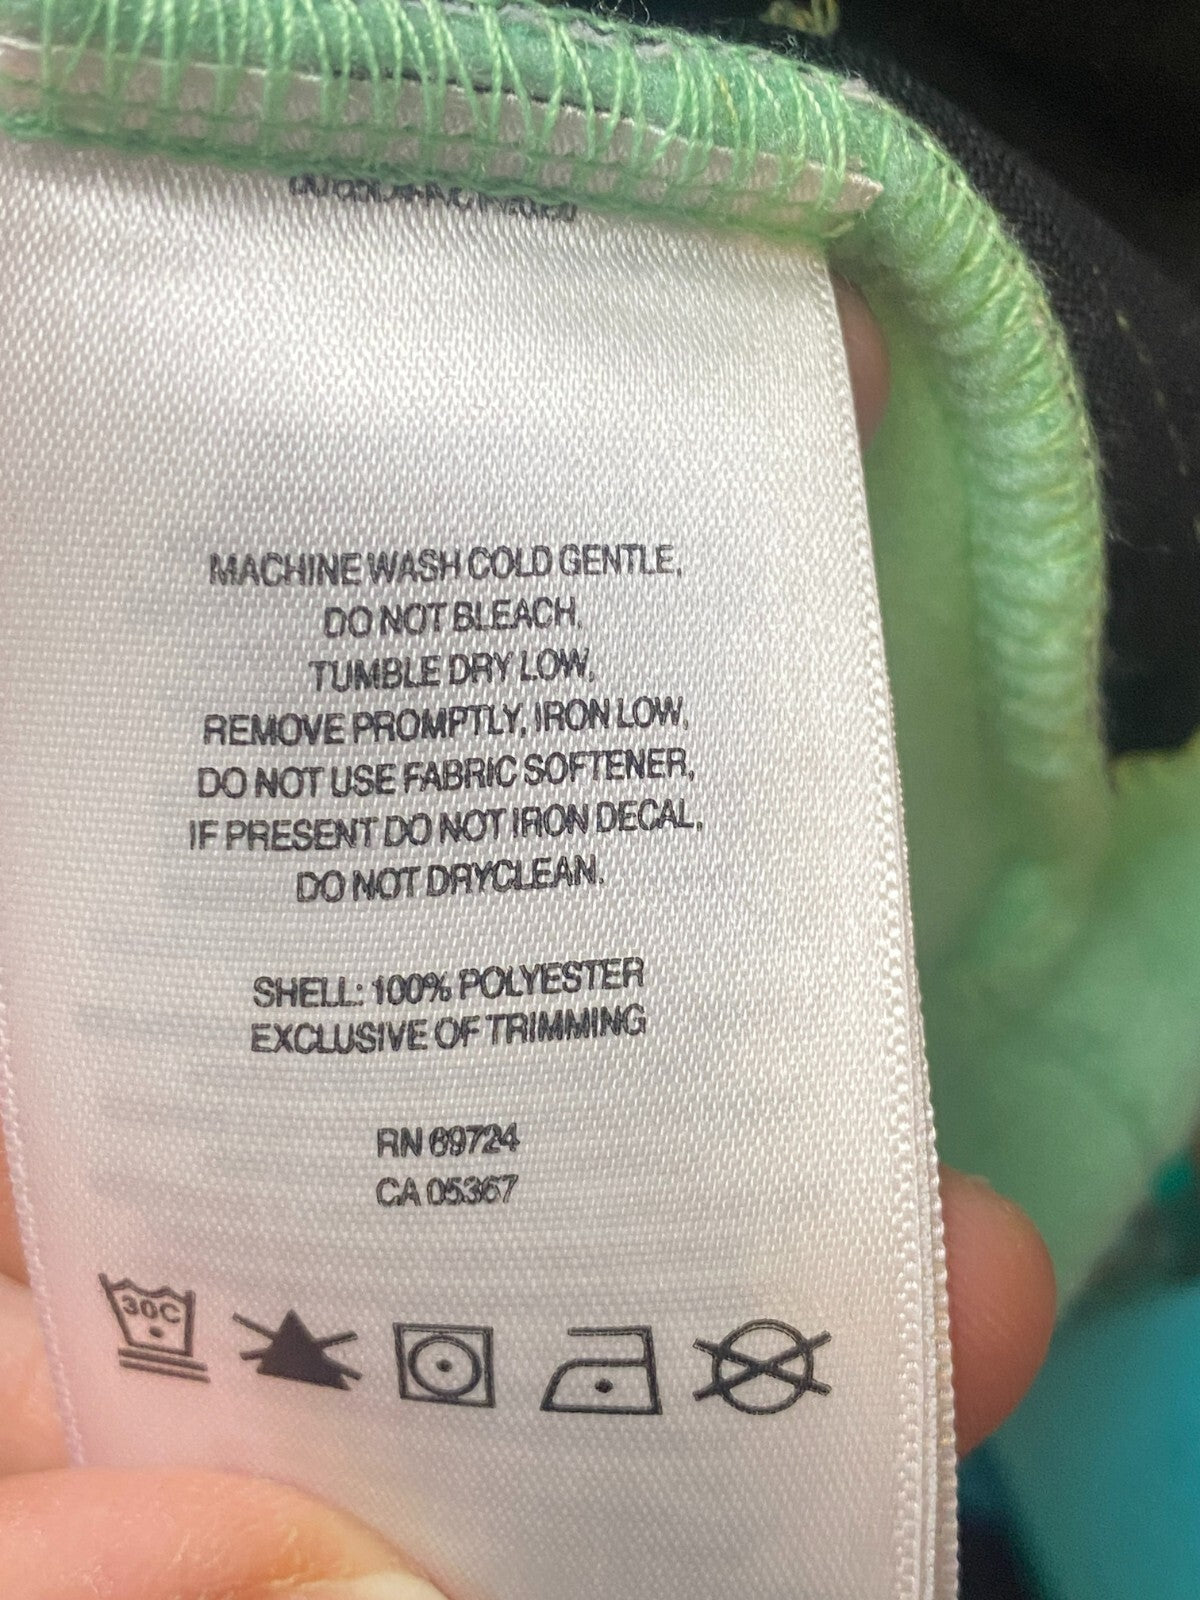 MACHINE WASH COLD GENTLE,
DO NOT BLEACH,
TUMBLE DRY LOW,
REMOVE PROMPTLY, IRON LOW,
DO NOT USE FABRIC SOFTENER,
IF PRESENT DO NOT IRON DECAL,
DO NOT DRYCLEAN.
SHELL: 100% POLYESTER
EXCLUSIVE OF TRIMMING
RN 69724
CA 05367
30C